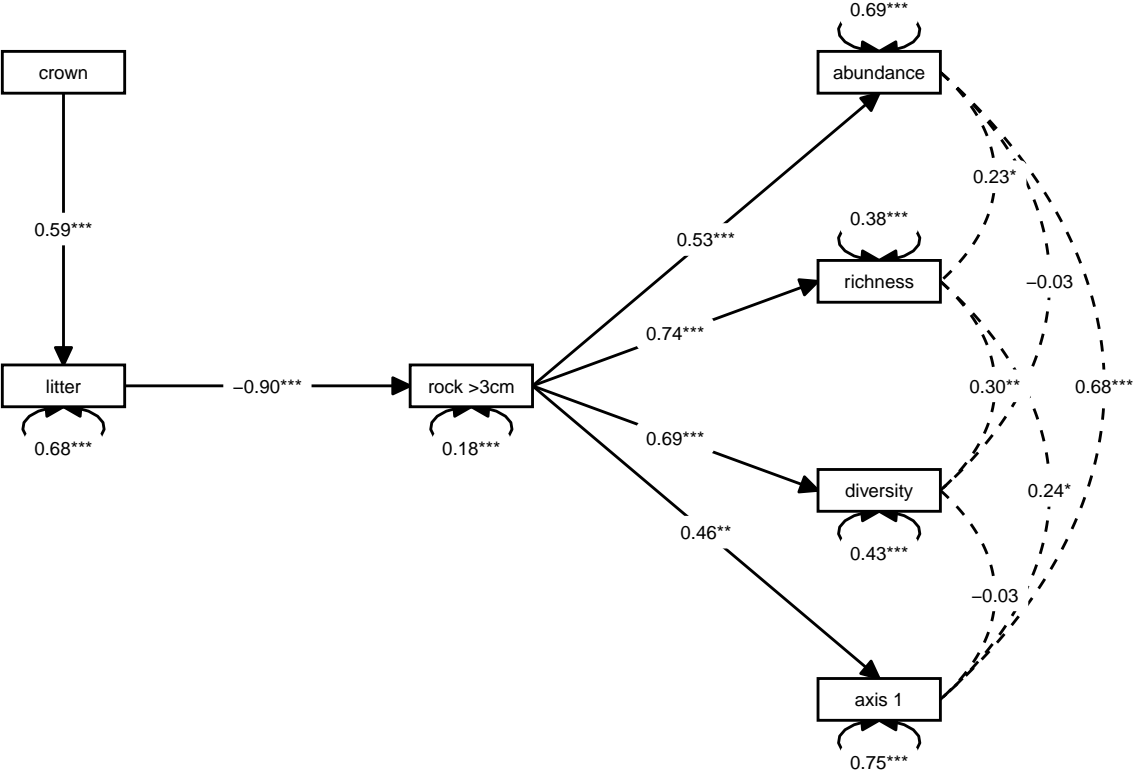 0.69***
crown
abundance
0.23*
0.59***
0.53***
0.38***
richness
−0.03
0.74***
litter
−0.90***
rock >3cm
0.30**
0.68***
0.68***
0.18***
0.69***
diversity
0.24*
0.46**
0.43***
−0.03
axis 1
0.75***